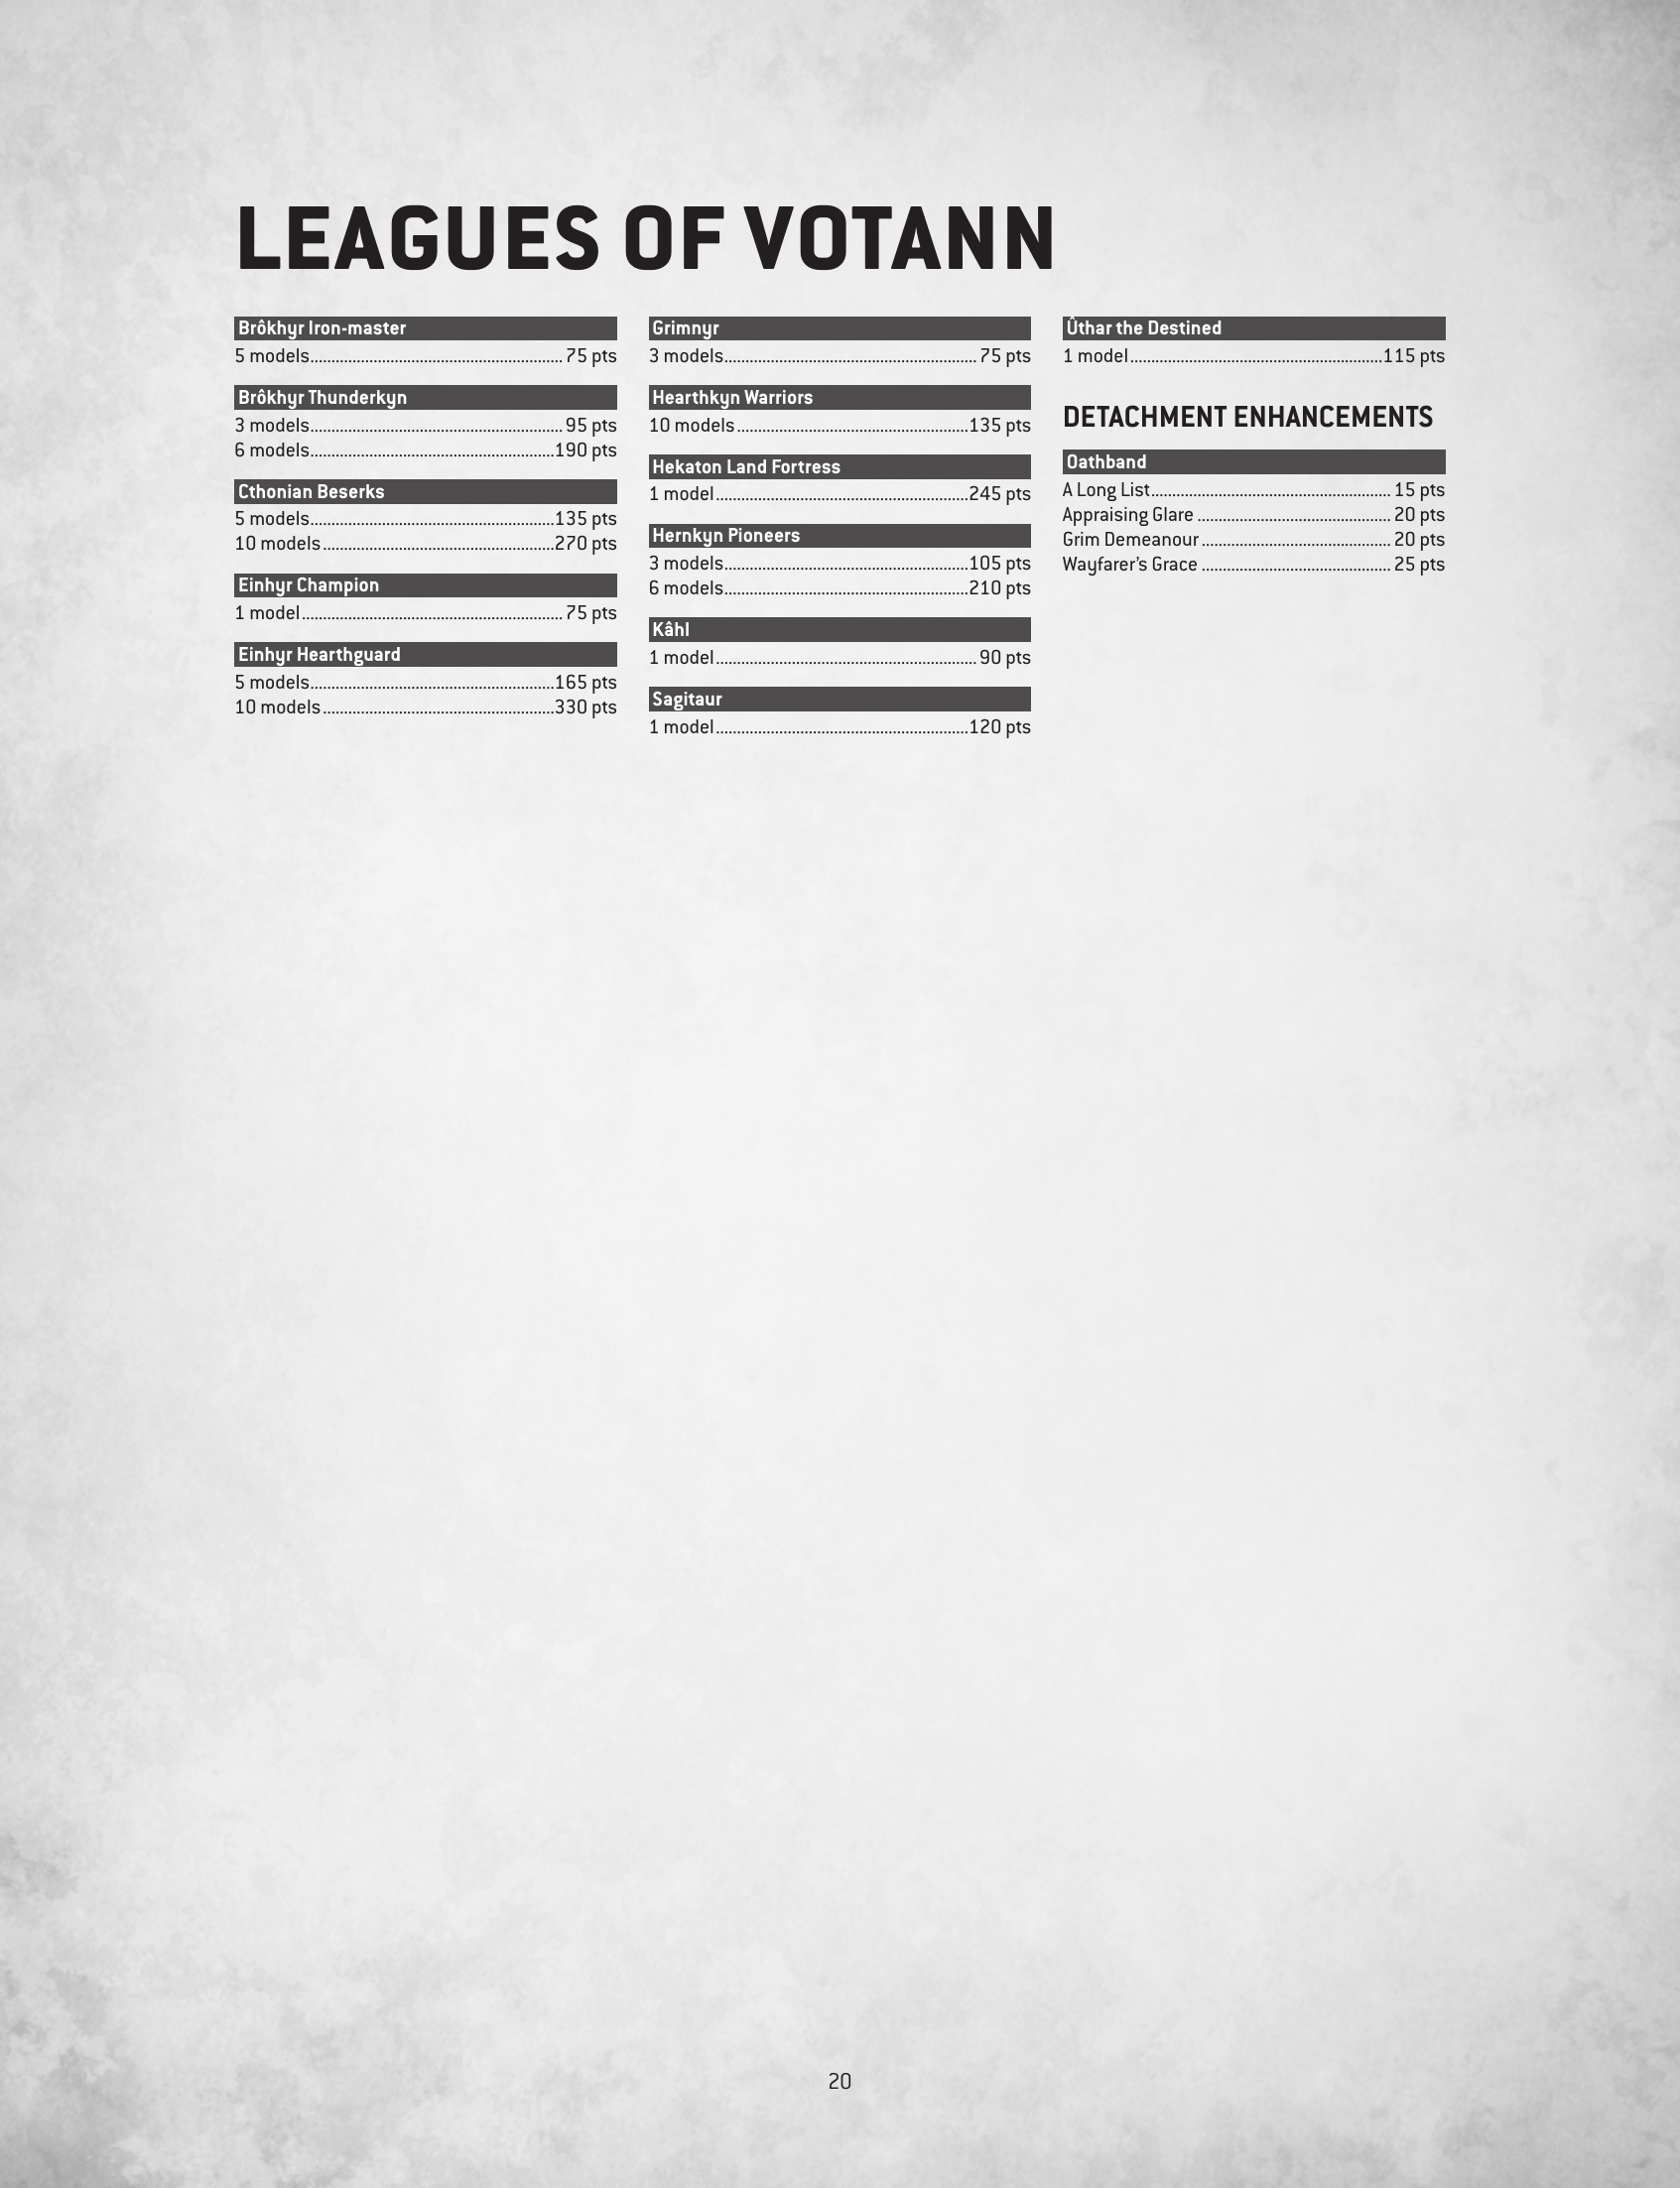 LEAGUES OF VOTANN
Brôkhyr Iron-master
5 models............................................................ 75 pts
Brôkhyr Thunderkyn
3 models............................................................ 95 pts
6 models..........................................................190 pts
Cthonian Beserks
5 models..........................................................135 pts
10 models.......................................................270 pts
Einhyr Champion
1 model.............................................................. 75 pts
Einhyr Hearthguard
5 models..........................................................165 pts
10 models.......................................................330 pts
Grimnyr
3 models............................................................ 75 pts
Hearthkyn Warriors
10 models.......................................................135 pts
Hekaton Land Fortress
1 model............................................................245 pts
Hernkyn Pioneers
3 models..........................................................105 pts
6 models..........................................................210 pts
Kâhl
1 model.............................................................. 90 pts
Sagitaur
1 model............................................................120 pts
Ûthar the Destined
1 model............................................................115 pts
DETACHMENT ENHANCEMENTS
Oathband
A Long List......................................................... 15 pts
Appraising Glare .............................................. 20 pts
Grim Demeanour ............................................. 20 pts
Wayfarer’s Grace ............................................. 25 pts
20